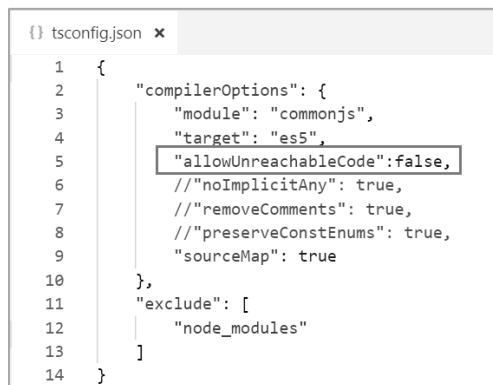 {} tsconfig.json ×
1 {
2 "compilerOptions": {
3 "module": "commonjs",
4 "target": "es5",
5 "allowUnreachableCode":false,
6 //"noImplicitAny": true,
7 //"removeComments": true,
8 //"preserveConstEnums": true,
9 "sourceMap": true
10 },
11 "exclude": [
12 "node_modules"
13 ]
14 }